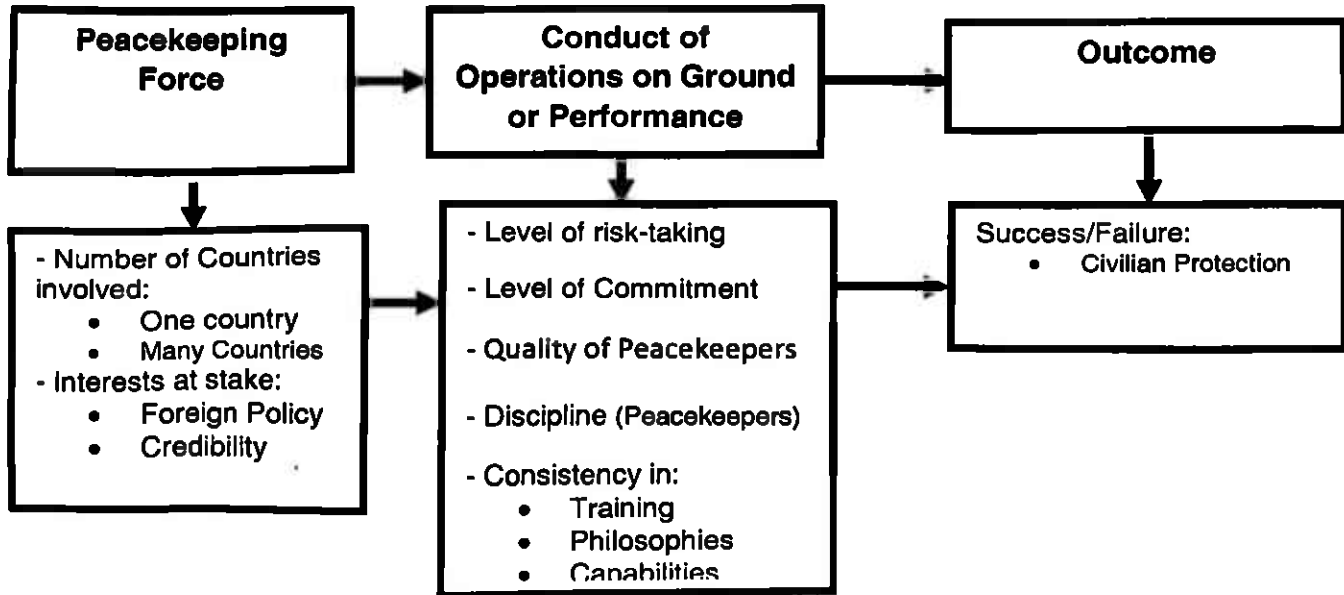 Peacekeeping
Force
Conduct of
Operations on Ground
or Performance
Outcome
- Number of Countries
involved:
• One country
• Many Countries
- Interests at stake:
• Foreign Policy
• Credibility
- Level of risk-taking
- Level of Commitment
- Quality of Peacekeepers
- Discipline (Peacekeepers)
- Consistency in:
• Training
• Philosophies
• Capabilities
Success/Failure:
• Civilian Protection